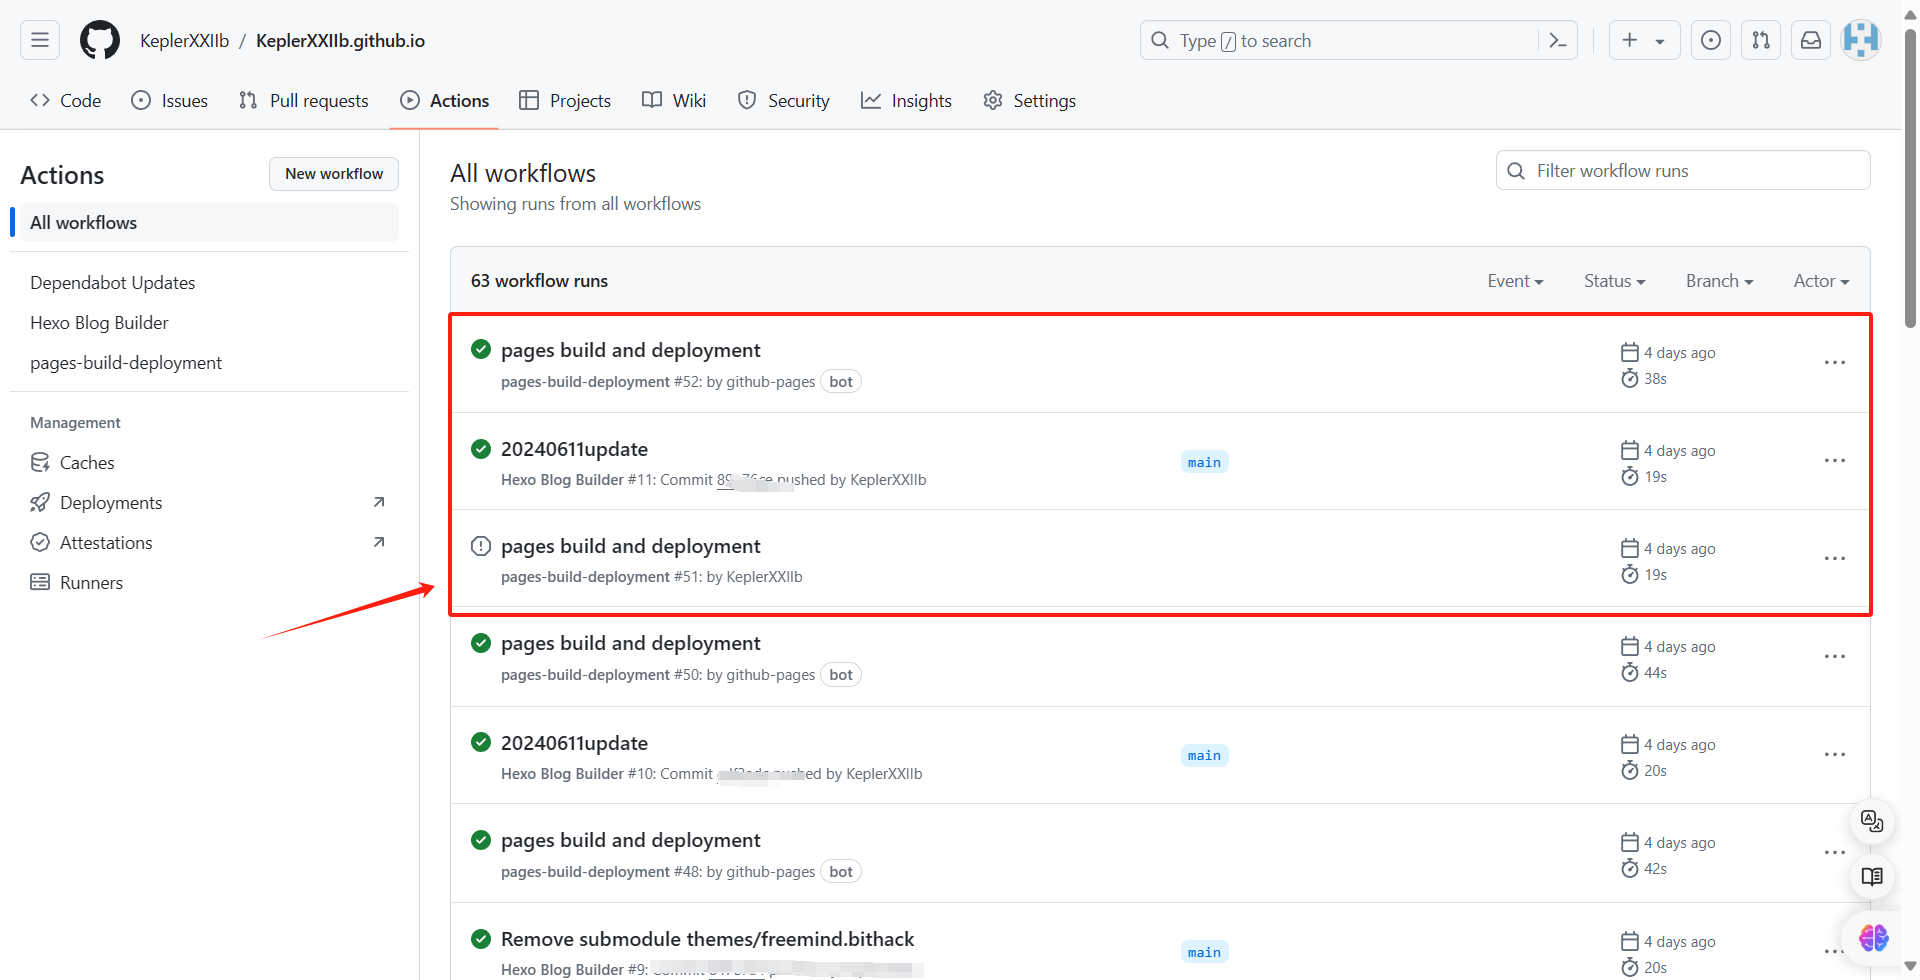 KeplerXXIIb / KeplerXXIIb.github.io
Type / to search
Code Issues Pull requests Actions Projects Wiki Security Insights Settings
Actions
New workflow
All workflows
Dependabot Updates
Hexo Blog Builder
pages-build-deployment
Management
Caches
Deployments
Attestations
Runners
All workflows
Showing runs from all workflows
Filter workflow runs
63 workflow runs
Event Status Branch Actor
pages build and deployment
pages-build-deployment #52: by github-pages bot
4 days ago
38s
20240611update
Hexo Blog Builder #11: Commit pushed by KeplerXXIIb
main
4 days ago
19s
pages build and deployment
pages-build-deployment #51: by KeplerXXIIb
4 days ago
19s
pages build and deployment
pages-build-deployment #50: by github-pages bot
4 days ago
44s
20240611update
Hexo Blog Builder #10: Commit pushed by KeplerXXIIb
main
4 days ago
20s
pages build and deployment
pages-build-deployment #48: by github-pages bot
4 days ago
42s
Remove submodule themes/freemind.bithack
Hexo Blog Builder #9: Commit
main
4 days ago
20s